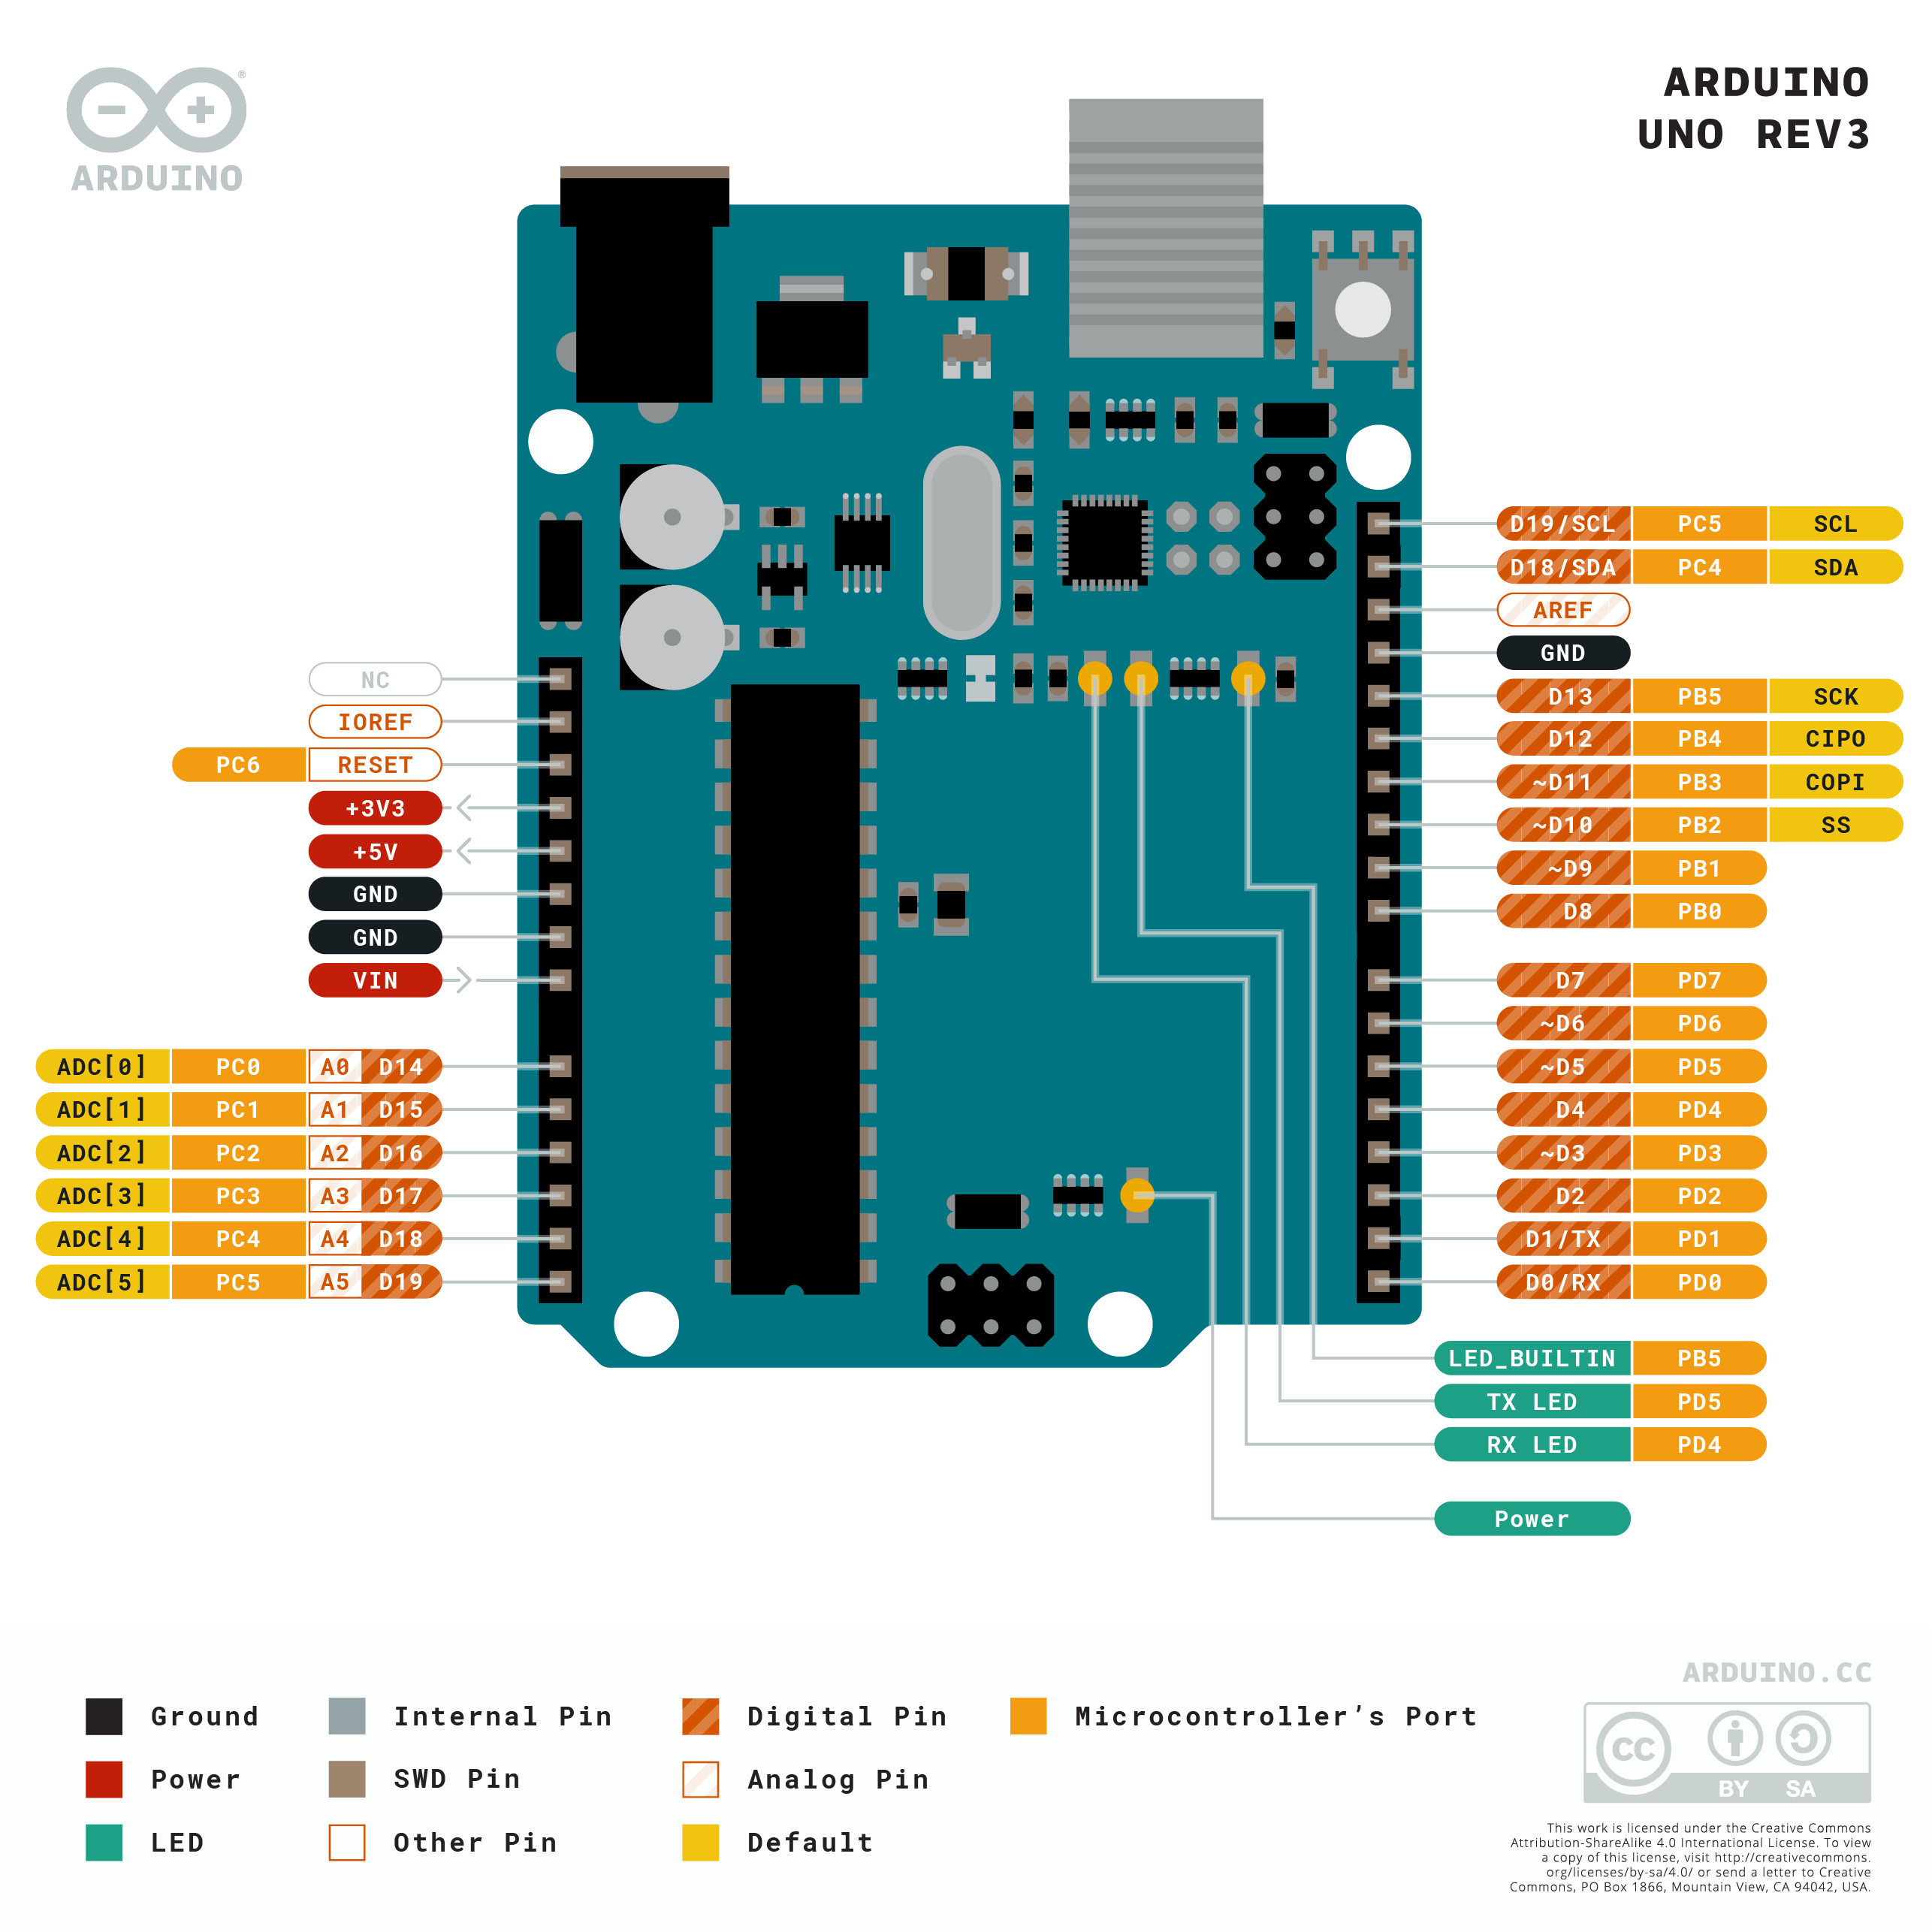 ARDUINO
ARDUINO
UNO REV3
NC
IOREF
PC6 RESET
+3V3
+5V
GND
GND
VIN
ADC[0] PC0 A0 D14
ADC[1] PC1 A1 D15
ADC[2] PC2 A2 D16
ADC[3] PC3 A3 D17
ADC[4] PC4 A4 D18
ADC[5] PC5 A5 D19
D19/SCL PC5 SCL
D18/SDA PC4 SDA
AREF
GND
D13 PB5 SCK
D12 PB4 CIPO
~D11 PB3 COPI
~D10 PB2 SS
~D9 PB1
D8 PB0
D7 PD7
~D6 PD6
~D5 PD5
D4 PD4
~D3 PD3
D2 PD2
D1/TX PD1
D0/RX PD0
LED_BUILTIN PB5
TX LED PD5
RX LED PD4
Power
Ground
Power
LED
Internal Pin
SWD Pin
Other Pin
Digital Pin
Analog Pin
Default
Microcontroller’s Port
ARDUINO.CC
CC
BY SA
This work is licensed under the Creative Commons
Attribution-ShareAlike 4.0 International License. To view
a copy of this license, visit http://creativecommons.
org/licenses/by-sa/4.0/ or send a letter to Creative
Commons, PO Box 1866, Mountain View, CA 94042, USA.